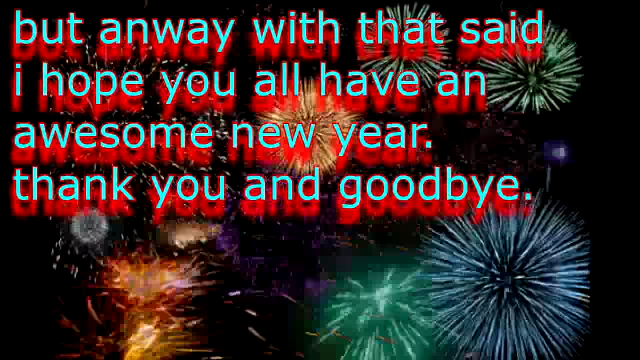 but anway with that said
i hope you all have an
awesome new year.
thank you and goodbye.